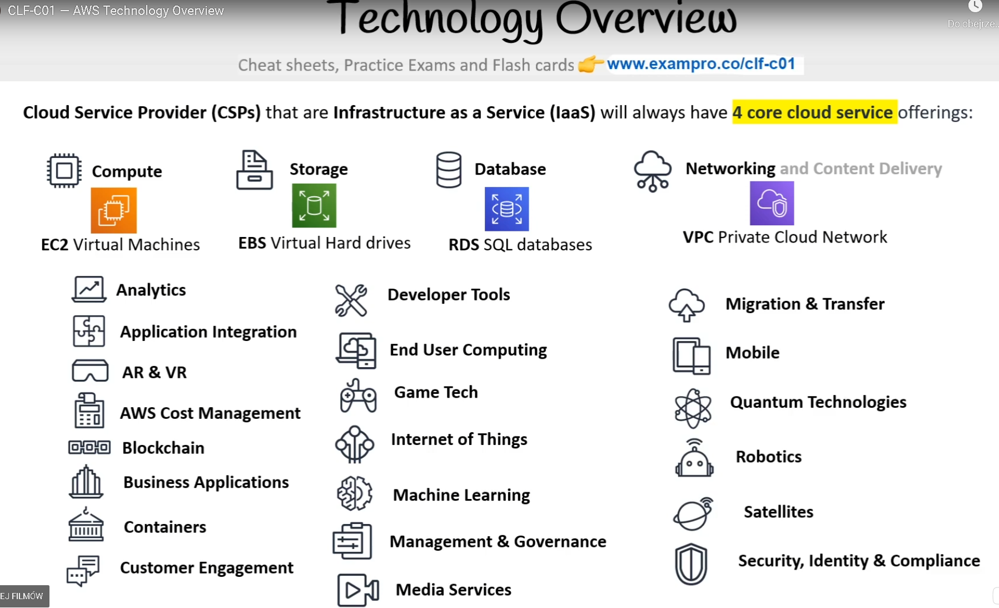 CLF-C01 — AWS Technology Overview
Technology Overview
Do obejrze...
Cheat sheets, Practice Exams and Flash cards 👉 www.exampro.co/clf-c01
Cloud Service Provider (CSPs) that are Infrastructure as a Service (IaaS) will always have 4 core cloud service offerings:
Compute
EC2 Virtual Machines
Storage
EBS Virtual Hard drives
Database
RDS SQL databases
Networking and Content Delivery
VPC Private Cloud Network
Analytics
Application Integration
AR & VR
AWS Cost Management
Blockchain
Business Applications
Containers
Customer Engagement
Developer Tools
End User Computing
Game Tech
Internet of Things
Machine Learning
Management & Governance
Media Services
Migration & Transfer
Mobile
Quantum Technologies
Robotics
Satellites
Security, Identity & Compliance
EJ FILMÓW